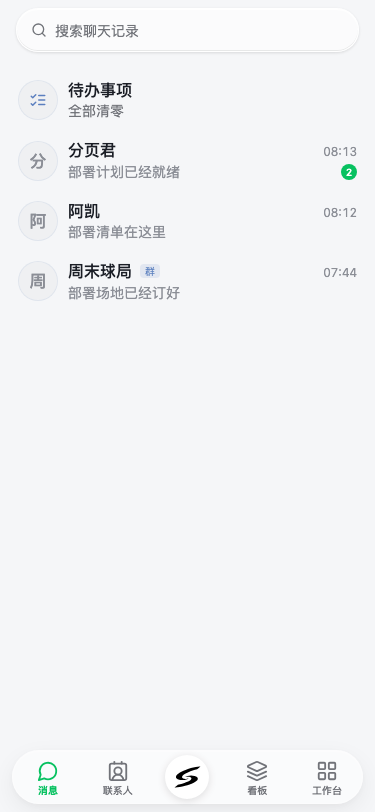 搜索聊天记录
待办事项
全部清零
分页君
08:13
部署计划已经就绪
2
阿凯
08:12
部署清单在这里
周末球局
群
07:44
部署场地已经订好
分
阿
周
消息
联系人
看板
工作台